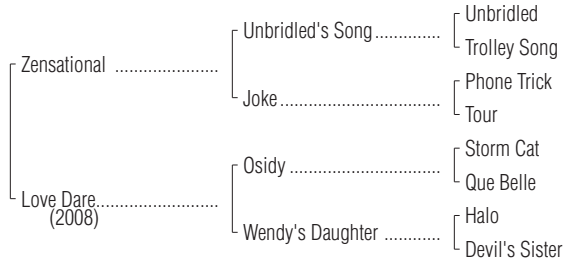 Unbridled
Unbridled's Song..............
Trolley Song
Zensational ......................
Phone Trick
Joke..................................
Tour
Storm Cat
Osidy ................................
Que Belle
Love Dare..........................
(2008)
Halo
Wendy's Daughter ............
Devil's Sister